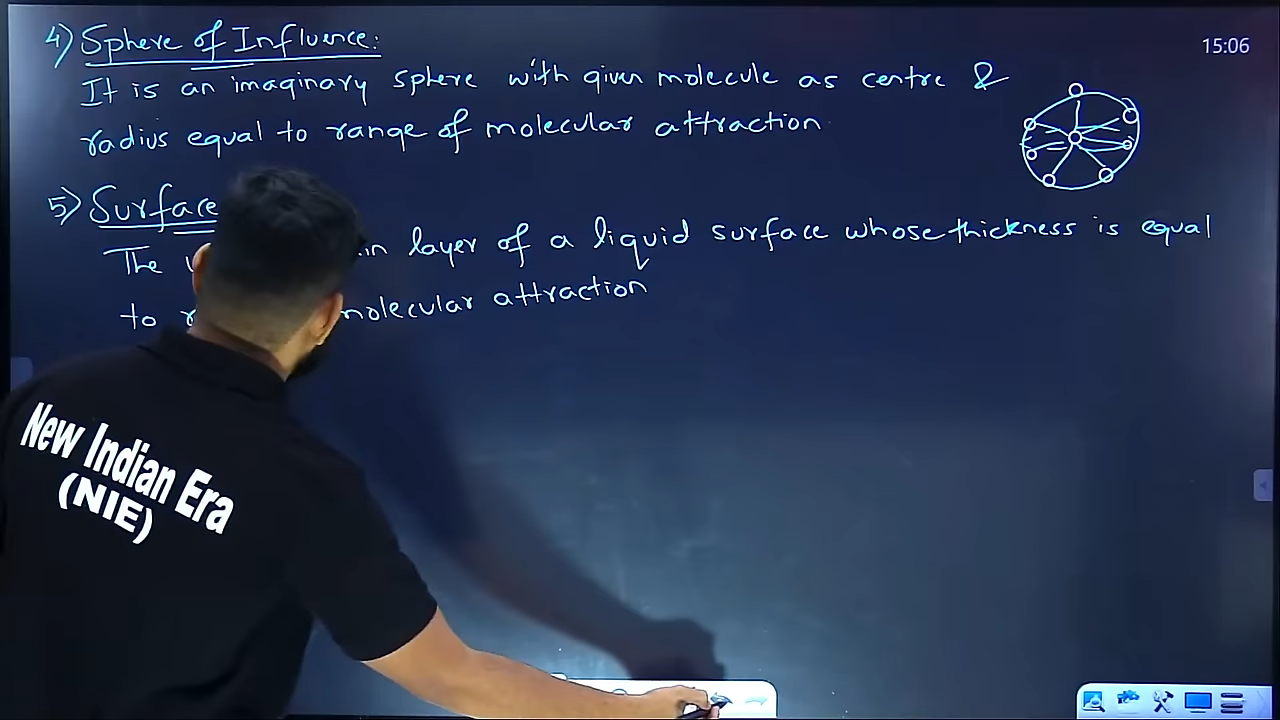 4) Sphere of Influence:
It is an imaginary sphere with given molecule as centre &
radius equal to range of molecular attraction
5) Surface
The layer of a liquid surface whose thickness is equal
to molecular attraction
15:06
New Indian Era
(NIE)